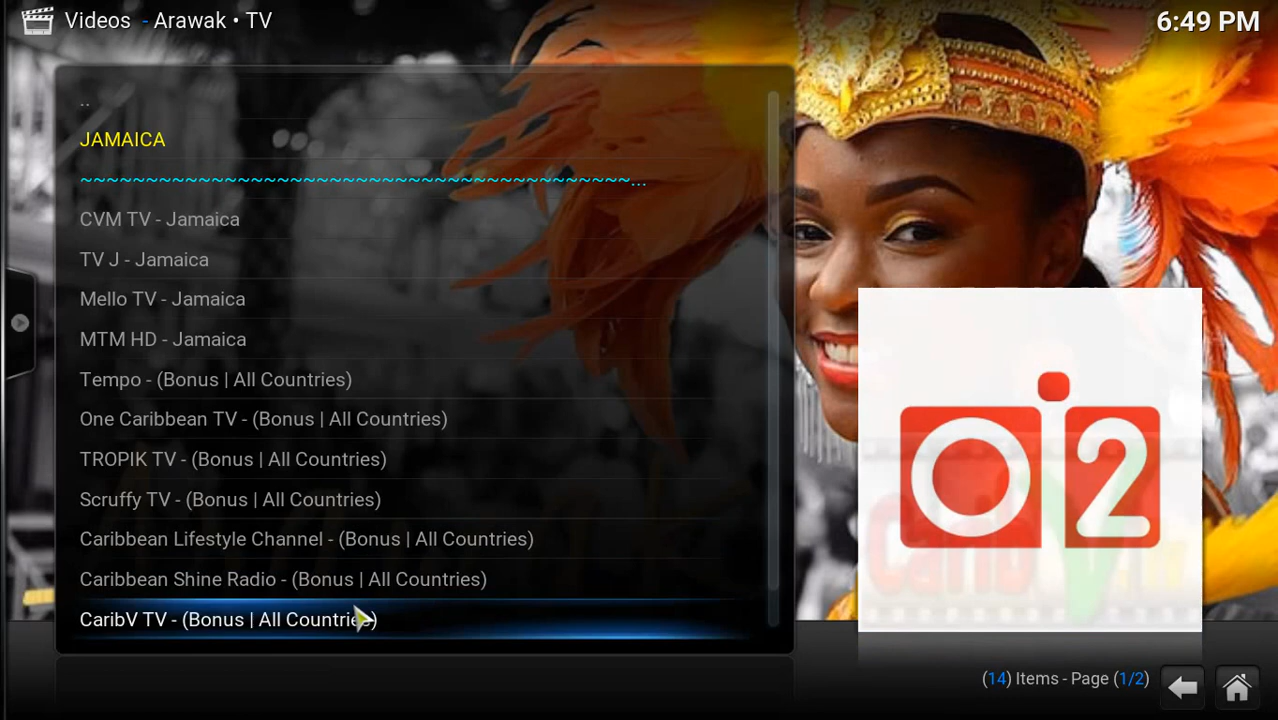 Videos - Arawak • TV
6:49 PM
..
JAMAICA
~~~~~~~~~~~~~~~~~~~~~~~~~~~~~~~~~~~~~~~~~~...
CVM TV - Jamaica
TV J - Jamaica
Mello TV - Jamaica
MTM HD - Jamaica
Tempo - (Bonus | All Countries)
One Caribbean TV - (Bonus | All Countries)
TROPIK TV - (Bonus | All Countries)
Scruffy TV - (Bonus | All Countries)
Caribbean Lifestyle Channel - (Bonus | All Countries)
Caribbean Shine Radio - (Bonus | All Countries)
CaribV TV - (Bonus | All Countries)
Oi2
CaribV
(14) Items - Page (1/2)